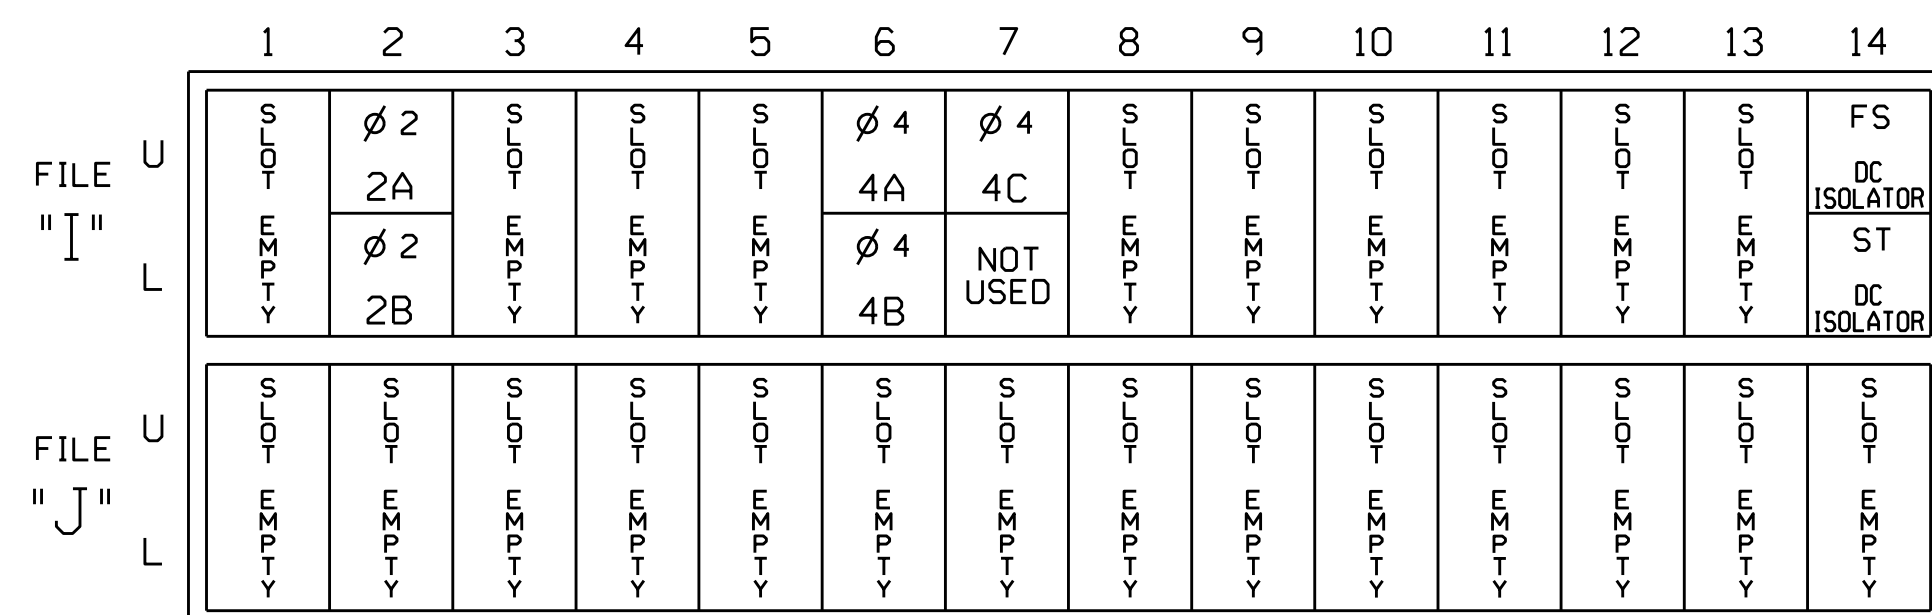 1 2 3 4 5 6 7 8 9 10 11 12 13 14
FILE
"I"
U
L
SLOT EMPTY
ø 2
2A
ø 2
2B
SLOT EMPTY
SLOT EMPTY
SLOT EMPTY
ø 4
4A
ø 4
4B
ø 4
4C
NOT
USED
SLOT EMPTY
SLOT EMPTY
SLOT EMPTY
SLOT EMPTY
SLOT EMPTY
SLOT EMPTY
FS
DC
ISOLATOR
ST
DC
ISOLATOR
FILE
"J"
U
L
SLOT EMPTY
SLOT EMPTY
SLOT EMPTY
SLOT EMPTY
SLOT EMPTY
SLOT EMPTY
SLOT EMPTY
SLOT EMPTY
SLOT EMPTY
SLOT EMPTY
SLOT EMPTY
SLOT EMPTY
SLOT EMPTY
SLOT EMPTY